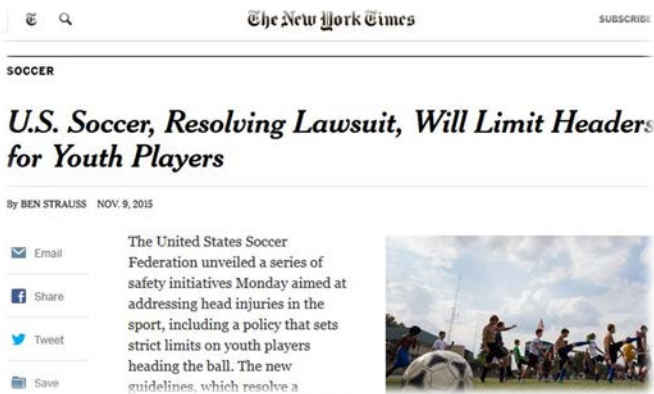 The New York Times
SUBSCRIBE
SOCCER
U.S. Soccer, Resolving Lawsuit, Will Limit Headers
for Youth Players
By BEN STRAUSS NOV. 9, 2015
Email
Share
Tweet
Save
The United States Soccer
Federation unveiled a series of
safety initiatives Monday aimed at
addressing head injuries in the
sport, including a policy that sets
strict limits on youth players
heading the ball. The new
guidelines, which resolve a